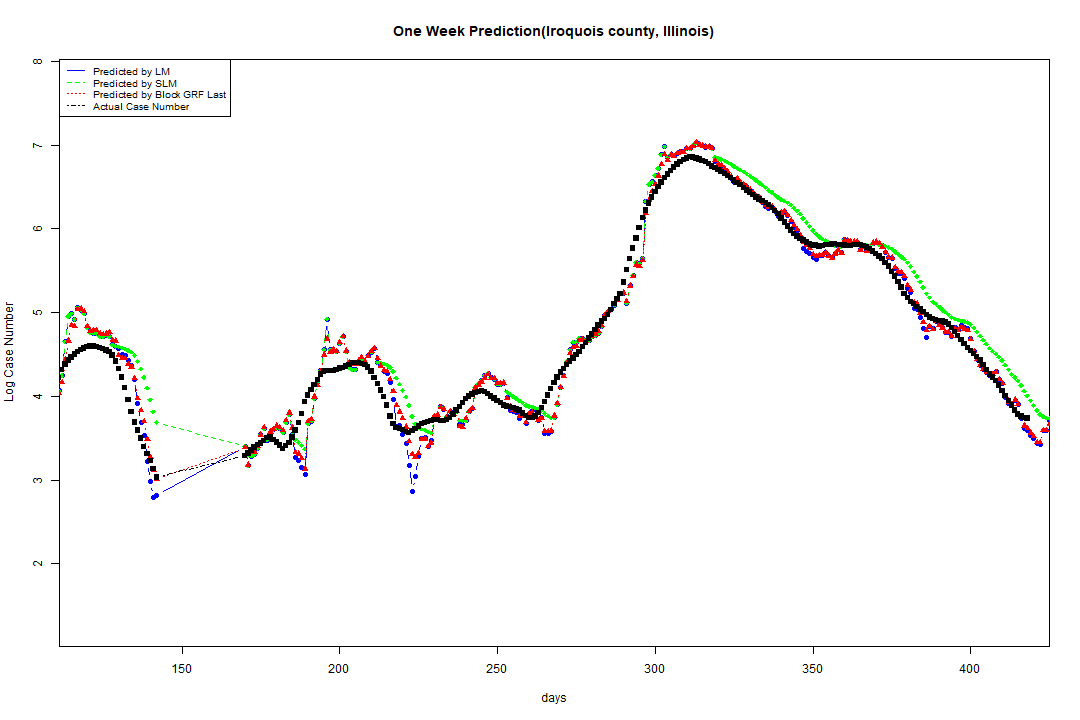 One Week Prediction(Iroquois county, Illinois)
Predicted by LM
Predicted by SLM
Predicted by Block GRF Last
Actual Case Number
Log Case Number
8
7
6
5
4
3
2
150 200 250 300 350 400
days